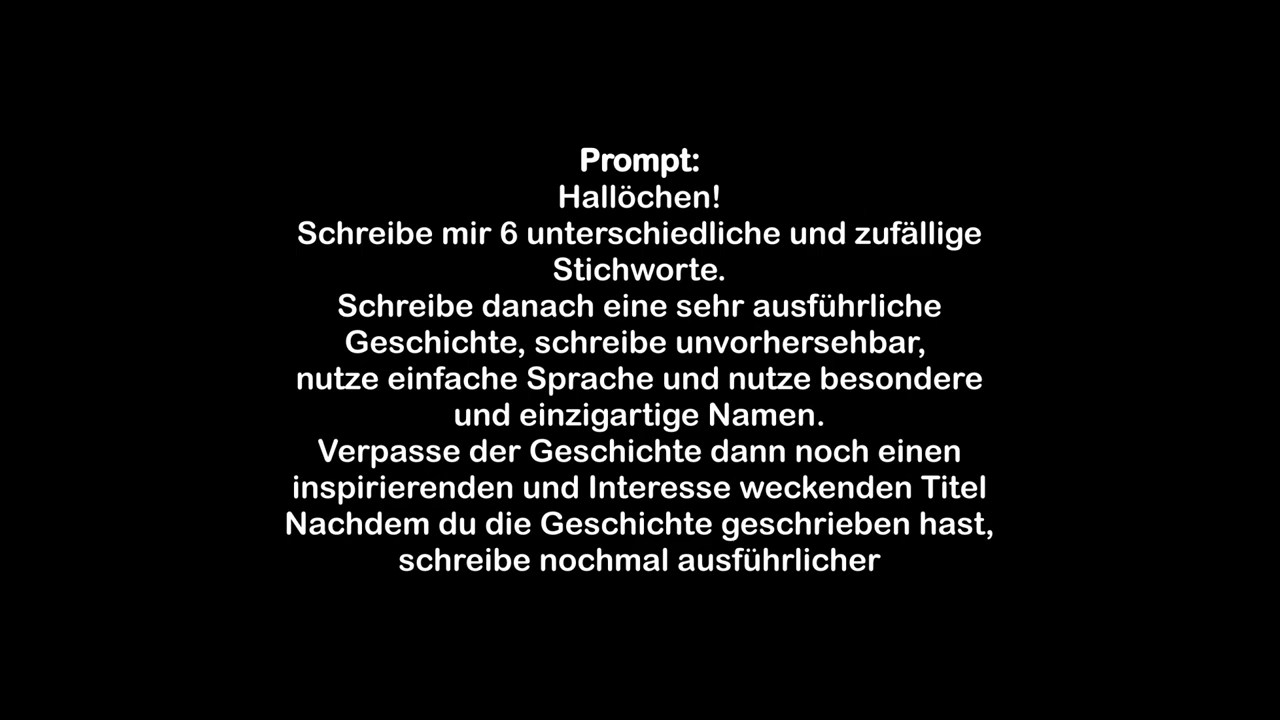 Prompt:
Hallöchen!
Schreibe mir 6 unterschiedliche und zufällige
Stichworte.
Schreibe danach eine sehr ausführliche
Geschichte, schreibe unvorhersehbar,
nutze einfache Sprache und nutze besondere
und einzigartige Namen.
Verpasse der Geschichte dann noch einen
inspirierenden und Interesse weckenden Titel
Nachdem du die Geschichte geschrieben hast,
schreibe nochmal ausführlicher